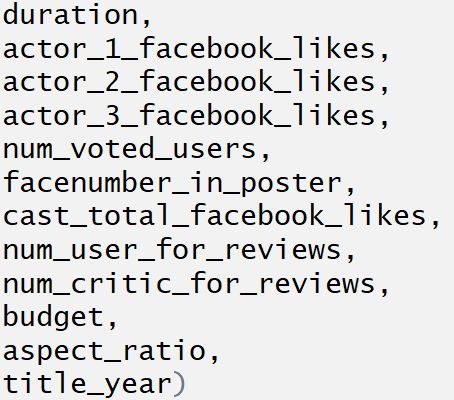 duration,
actor_1_facebook_likes,
actor_2_facebook_likes,
actor_3_facebook_likes,
num_voted_users,
facenumber_in_poster,
cast_total_facebook_likes,
num_user_for_reviews,
num_critic_for_reviews,
budget,
aspect_ratio,
title_year)